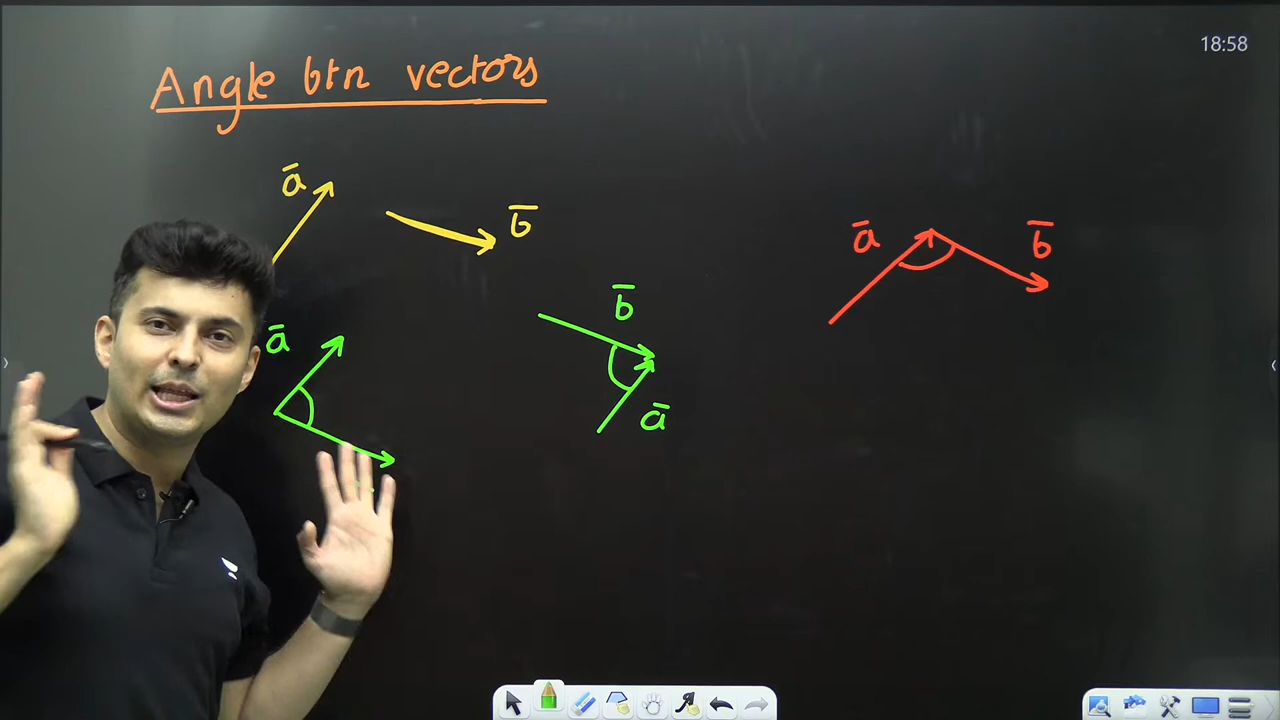 18:58
Angle btn vectors
a̅
b̅
a̅
b̅
a̅
a̅
b̅